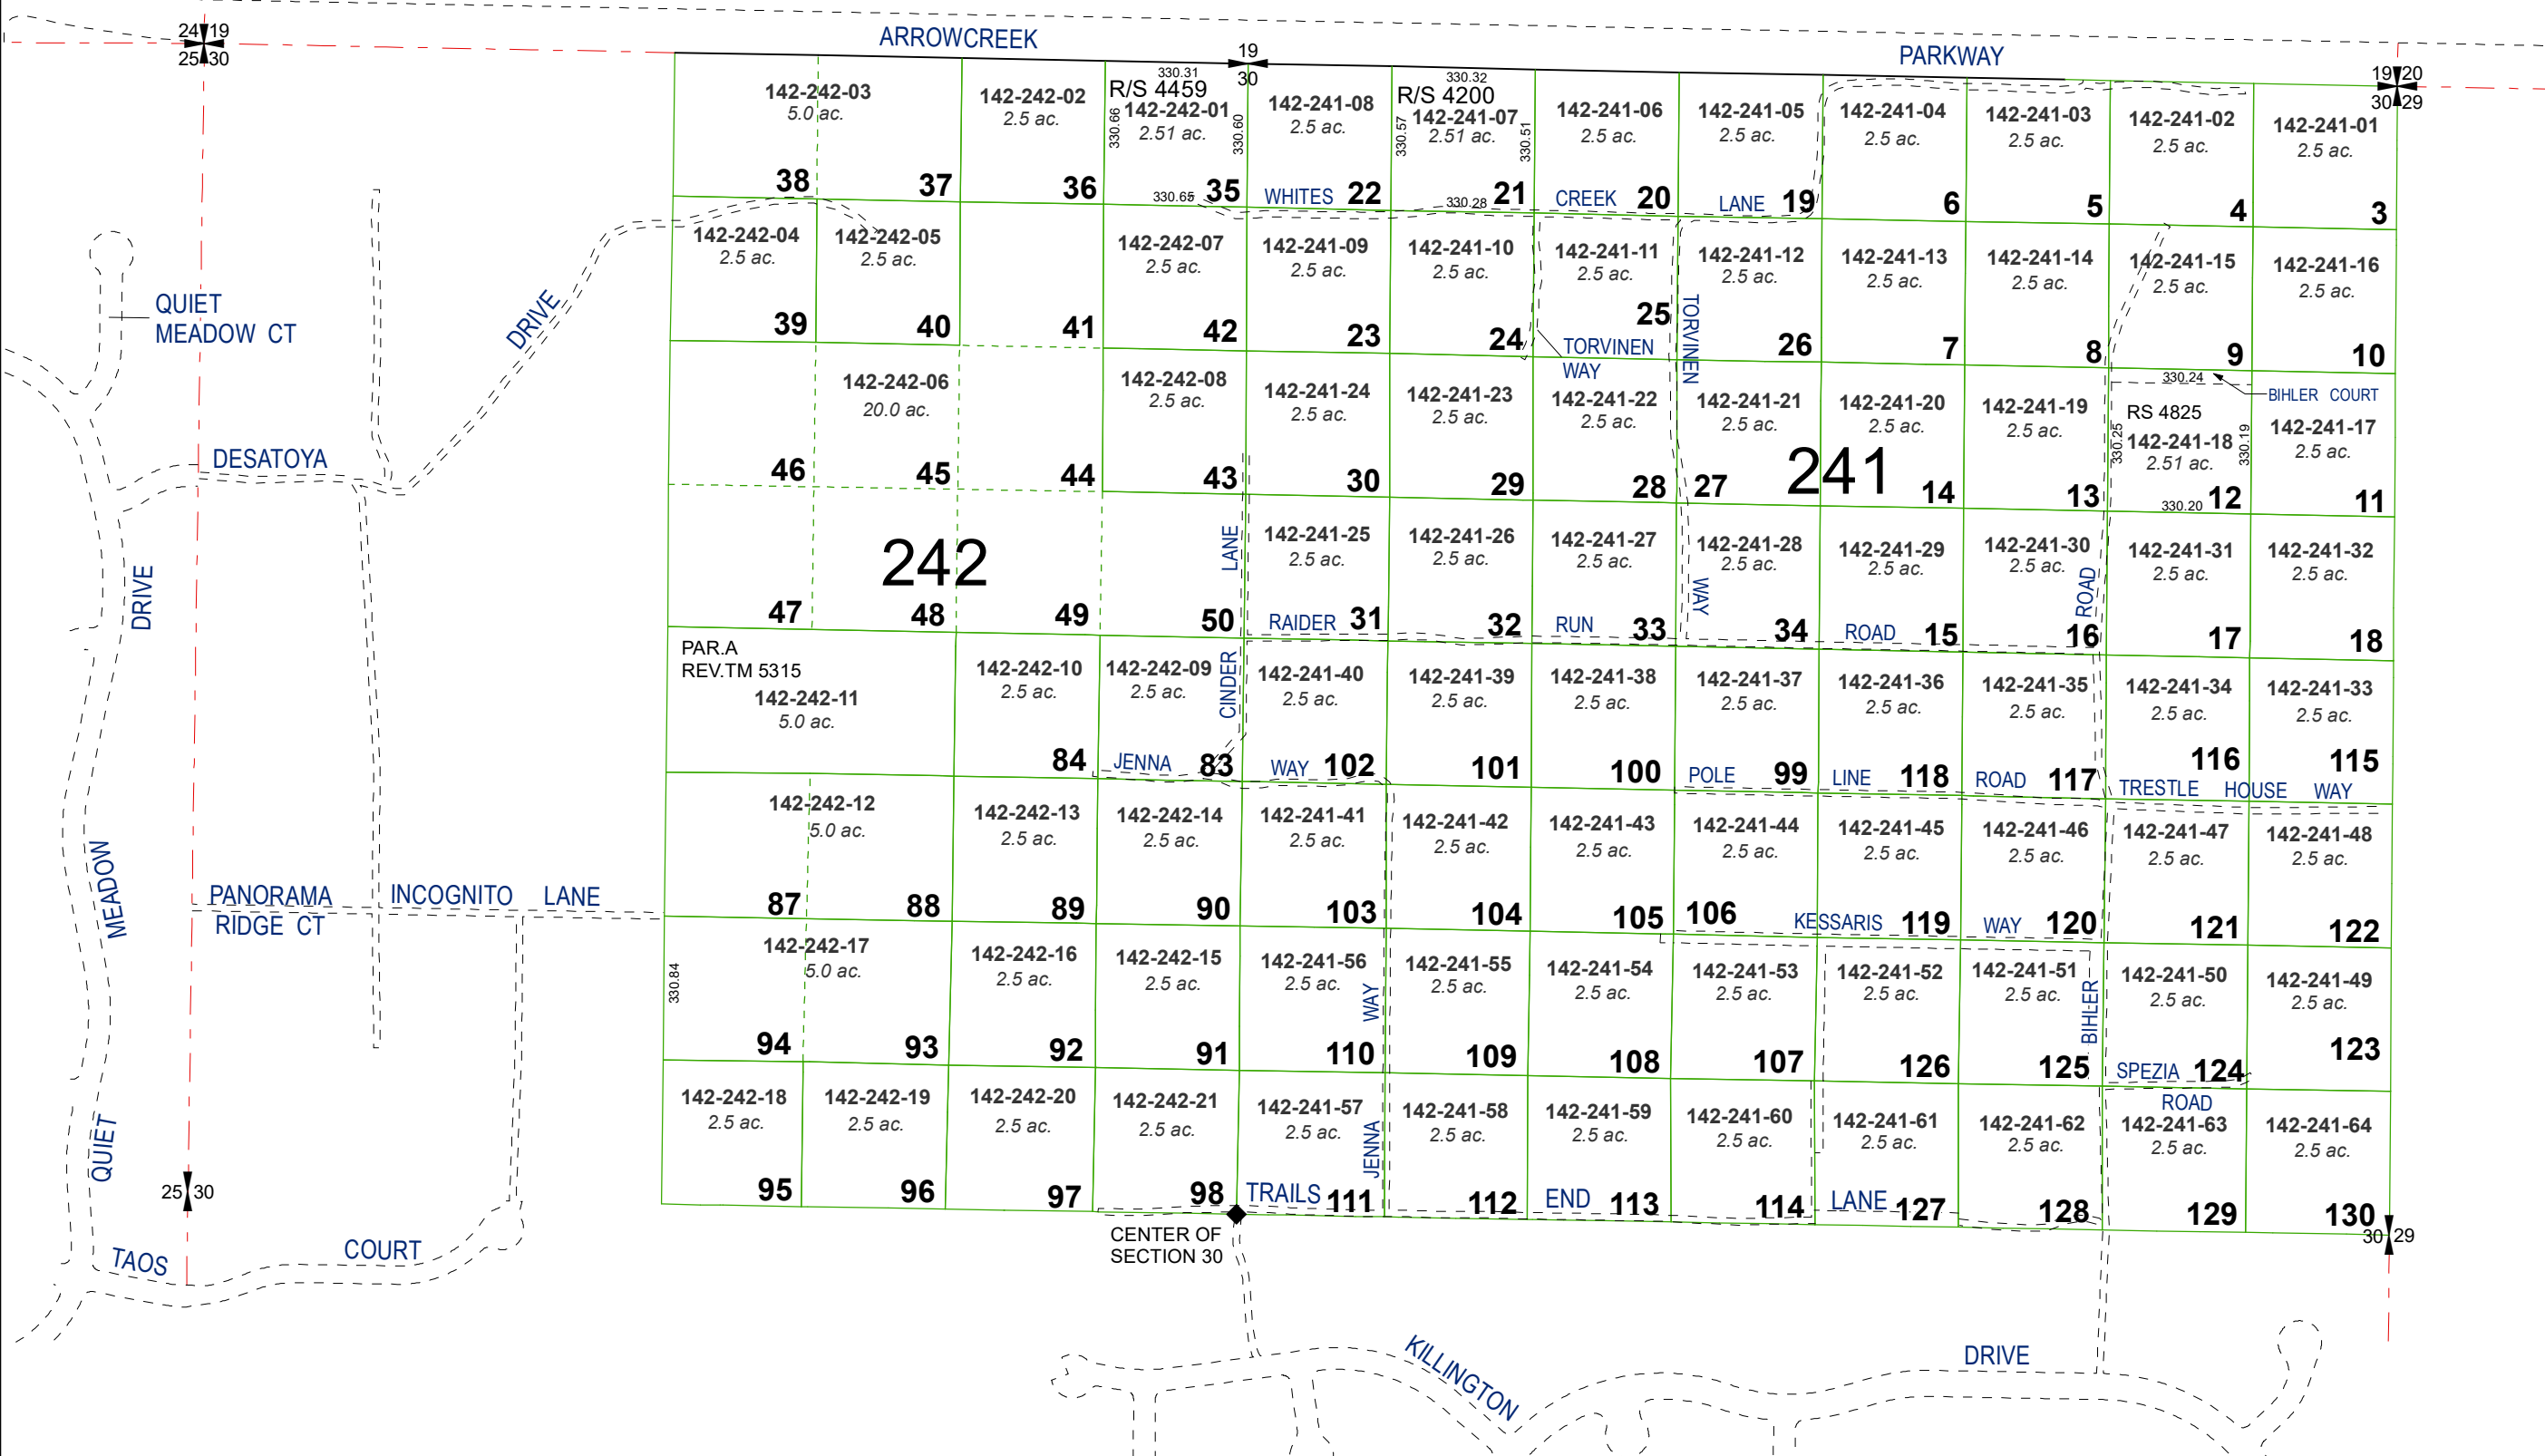 24 19
25 30
ARROWCREEK
19
30
PARKWAY
19 20
30 29
142-242-03
5.0 ac.
38
37
142-242-02
2.5 ac.
36
330.31
R/S 4459
142-242-01
2.51 ac.
330.66
330.60
330.65
35
142-241-08
2.5 ac.
WHITES
22
330.32
R/S 4200
142-241-07
2.51 ac.
330.57
330.51
330.28
21
142-241-06
2.5 ac.
CREEK
20
142-241-05
2.5 ac.
LANE
19
142-241-04
2.5 ac.
6
142-241-03
2.5 ac.
5
142-241-02
2.5 ac.
4
142-241-01
2.5 ac.
3
142-242-04
2.5 ac.
39
142-242-05
2.5 ac.
40
41
142-242-07
2.5 ac.
42
142-241-09
2.5 ac.
23
142-241-10
2.5 ac.
24
142-241-11
2.5 ac.
25
TORVINEN
WAY
TORVINEN
142-241-12
2.5 ac.
26
142-241-13
2.5 ac.
7
142-241-14
2.5 ac.
8
142-241-15
2.5 ac.
9
142-241-16
2.5 ac.
10
QUIET
MEADOW CT
DRIVE
DESATOYA
142-242-06
20.0 ac.
46
45
44
142-242-08
2.5 ac.
43
142-241-24
2.5 ac.
30
142-241-23
2.5 ac.
29
142-241-22
2.5 ac.
28
142-241-21
2.5 ac.
27
241
142-241-20
2.5 ac.
14
142-241-19
2.5 ac.
13
330.24
BIHLER COURT
RS 4825
142-241-18
2.51 ac.
330.25
330.19
330.20
12
142-241-17
2.5 ac.
11
242
47
48
49
50
LANE
142-241-25
2.5 ac.
RAIDER
31
142-241-26
2.5 ac.
32
142-241-27
2.5 ac.
RUN
33
142-241-28
2.5 ac.
WAY
34
142-241-29
2.5 ac.
ROAD
15
142-241-30
2.5 ac.
ROAD
16
142-241-31
2.5 ac.
17
142-241-32
2.5 ac.
18
DRIVE
PAR.A
REV.TM 5315
142-242-11
5.0 ac.
142-242-10
2.5 ac.
84
142-242-09
2.5 ac.
JENNA
83
CINDER
142-241-40
2.5 ac.
WAY
102
142-241-39
2.5 ac.
101
142-241-38
2.5 ac.
100
142-241-37
2.5 ac.
POLE
99
142-241-36
2.5 ac.
LINE
118
142-241-35
2.5 ac.
ROAD
117
142-241-34
2.5 ac.
116
142-241-33
2.5 ac.
115
TRESTLE HOUSE WAY
142-242-12
5.0 ac.
87
88
142-242-13
2.5 ac.
89
142-242-14
2.5 ac.
90
142-241-41
2.5 ac.
103
142-241-42
2.5 ac.
104
142-241-43
2.5 ac.
105
142-241-44
2.5 ac.
106
142-241-45
2.5 ac.
KESSARIS
119
142-241-46
2.5 ac.
WAY
120
142-241-47
2.5 ac.
121
142-241-48
2.5 ac.
122
MEADOW
PANORAMA
RIDGE CT
INCOGNITO LANE
330.84
142-242-17
5.0 ac.
94
93
142-242-16
2.5 ac.
92
142-242-15
2.5 ac.
91
142-241-56
2.5 ac.
WAY
110
142-241-55
2.5 ac.
109
142-241-54
2.5 ac.
108
142-241-53
2.5 ac.
107
142-241-52
2.5 ac.
126
142-241-51
2.5 ac.
BIHLER
125
142-241-50
2.5 ac.
SPEZIA
124
142-241-49
2.5 ac.
123
QUIET
25 30
142-242-18
2.5 ac.
95
142-242-19
2.5 ac.
96
142-242-20
2.5 ac.
97
142-242-21
2.5 ac.
98
142-241-57
2.5 ac.
JENNA
TRAILS
111
142-241-58
2.5 ac.
112
142-241-59
2.5 ac.
END
113
142-241-60
2.5 ac.
114
142-241-61
2.5 ac.
LANE
127
142-241-62
2.5 ac.
128
ROAD
142-241-63
2.5 ac.
129
142-241-64
2.5 ac.
130
30 29
CENTER OF
SECTION 30
TAOS
COURT
KILLINGTON
DRIVE